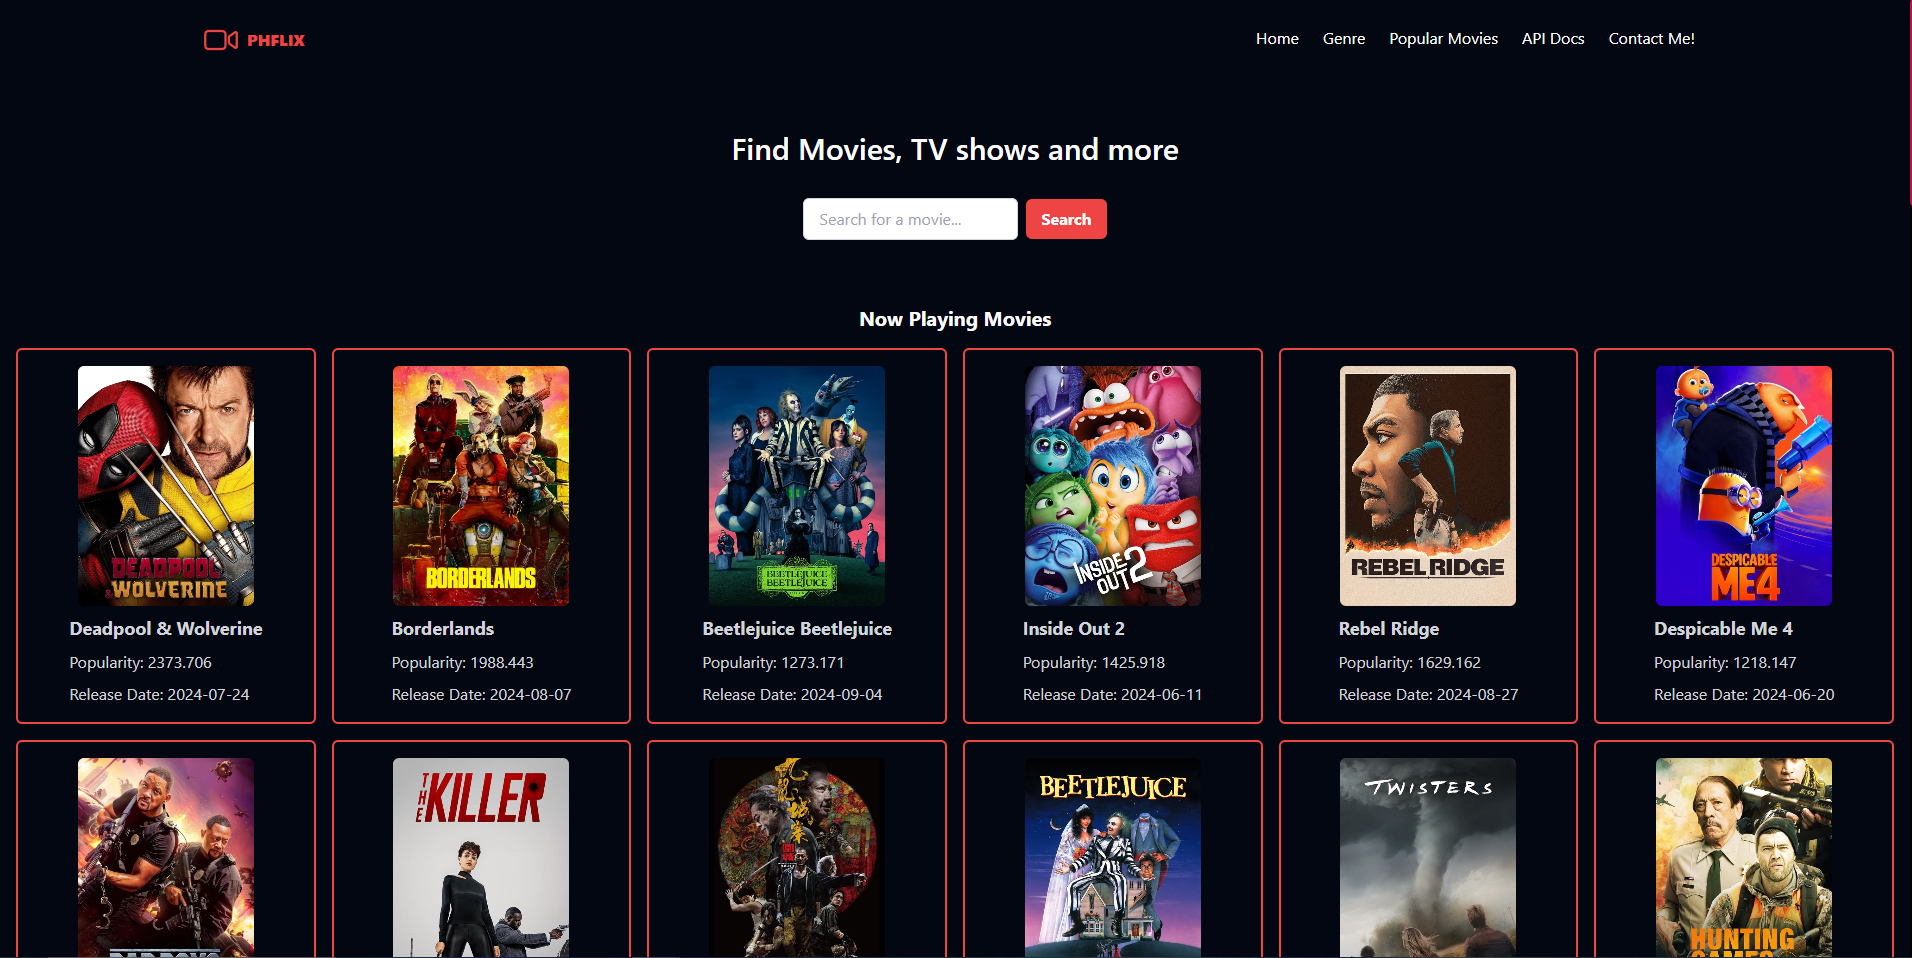 PHFLIX
Home Genre Popular Movies API Docs Contact Me!
Find Movies, TV shows and more
Search for a movie... Search
Now Playing Movies
DEADPOOL
& WOLVERINE
Deadpool & Wolverine
Popularity: 2373.706
Release Date: 2024-07-24
BORDERLANDS
Borderlands
Popularity: 1988.443
Release Date: 2024-08-07
BEETLEJUICE
BEETLEJUICE
Beetlejuice Beetlejuice
Popularity: 1273.171
Release Date: 2024-09-04
INSIDE
OUT 2
Inside Out 2
Popularity: 1425.918
Release Date: 2024-06-11
REBEL RIDGE
Rebel Ridge
Popularity: 1629.162
Release Date: 2024-08-27
DESPICABLE
ME 4
Despicable Me 4
Popularity: 1218.147
Release Date: 2024-06-20
THE KILLER
BEETLEJUICE
TWISTERS
HUNTING
GAMES